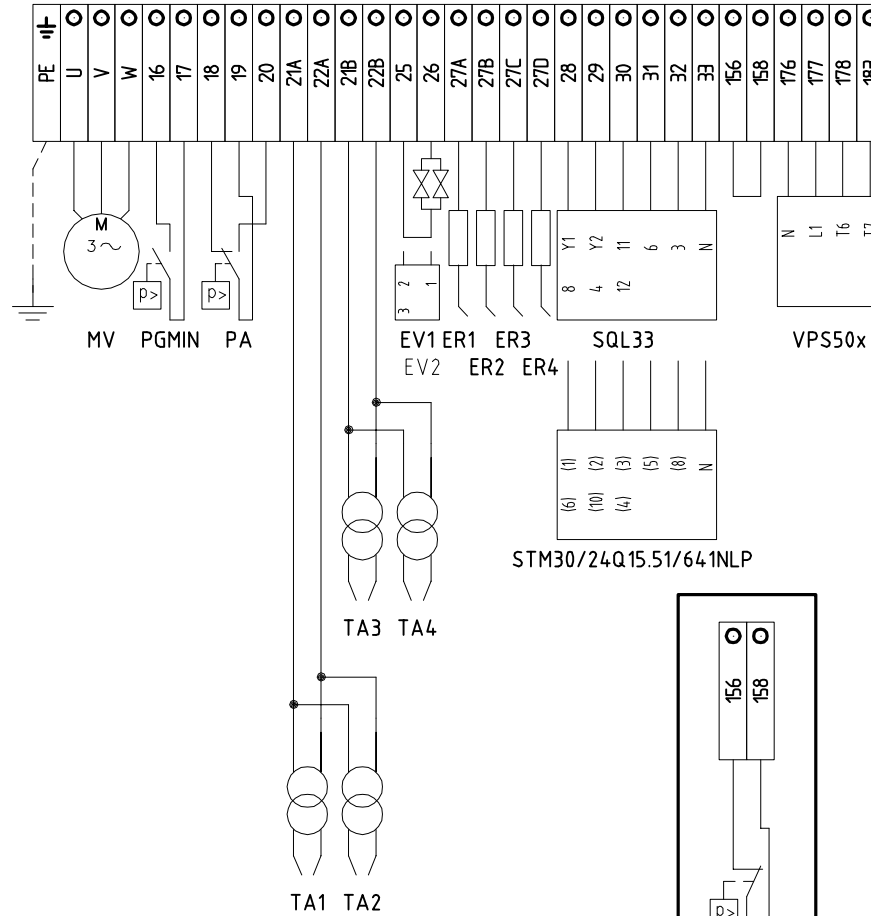 PE U V W 16 17 18 19 20 21A 22A 21B 22B 25 26 27A 27B 27C 27D 28 29 30 31 32 33 156 158 176 177 178 183
M
3~
p> p>
2 1
3
Y1 Y2 11 6 3 N
8 4 12
N L1 T6 T7
MV PGMIN PA EV1 ER1 ER3 SQL33 VPS50x
EV2 ER2 ER4
(1) (2) (3) (5) (8) N
(6) (10) (4)
STM30/24Q15.51/641NLP
TA3 TA4
156 158
TA1 TA2
p>